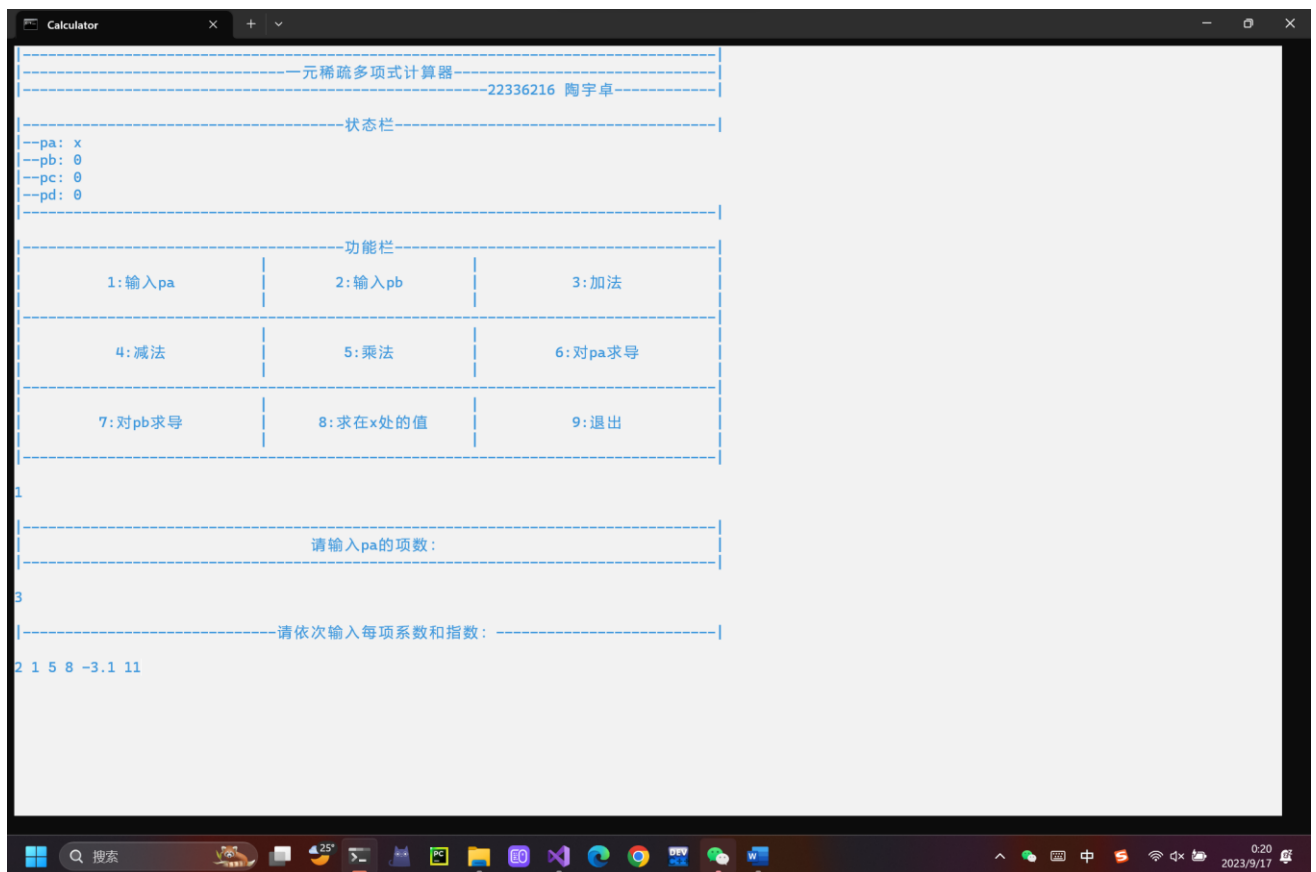 Calculator
一元稀疏多项式计算器
22336216 陶宇卓
状态栏
--pa: x
--pb: 0
--pc: 0
--pd: 0
功能栏
1:输入pa 2:输入pb 3:加法
4:减法 5:乘法 6:对pa求导
7:对pb求导 8:求在x处的值 9:退出
1
请输入pa的项数:
3
请依次输入每项系数和指数:
2 1 5 8 -3.1 11
搜索 25° PC DEV W 中 0:20
2023/9/17